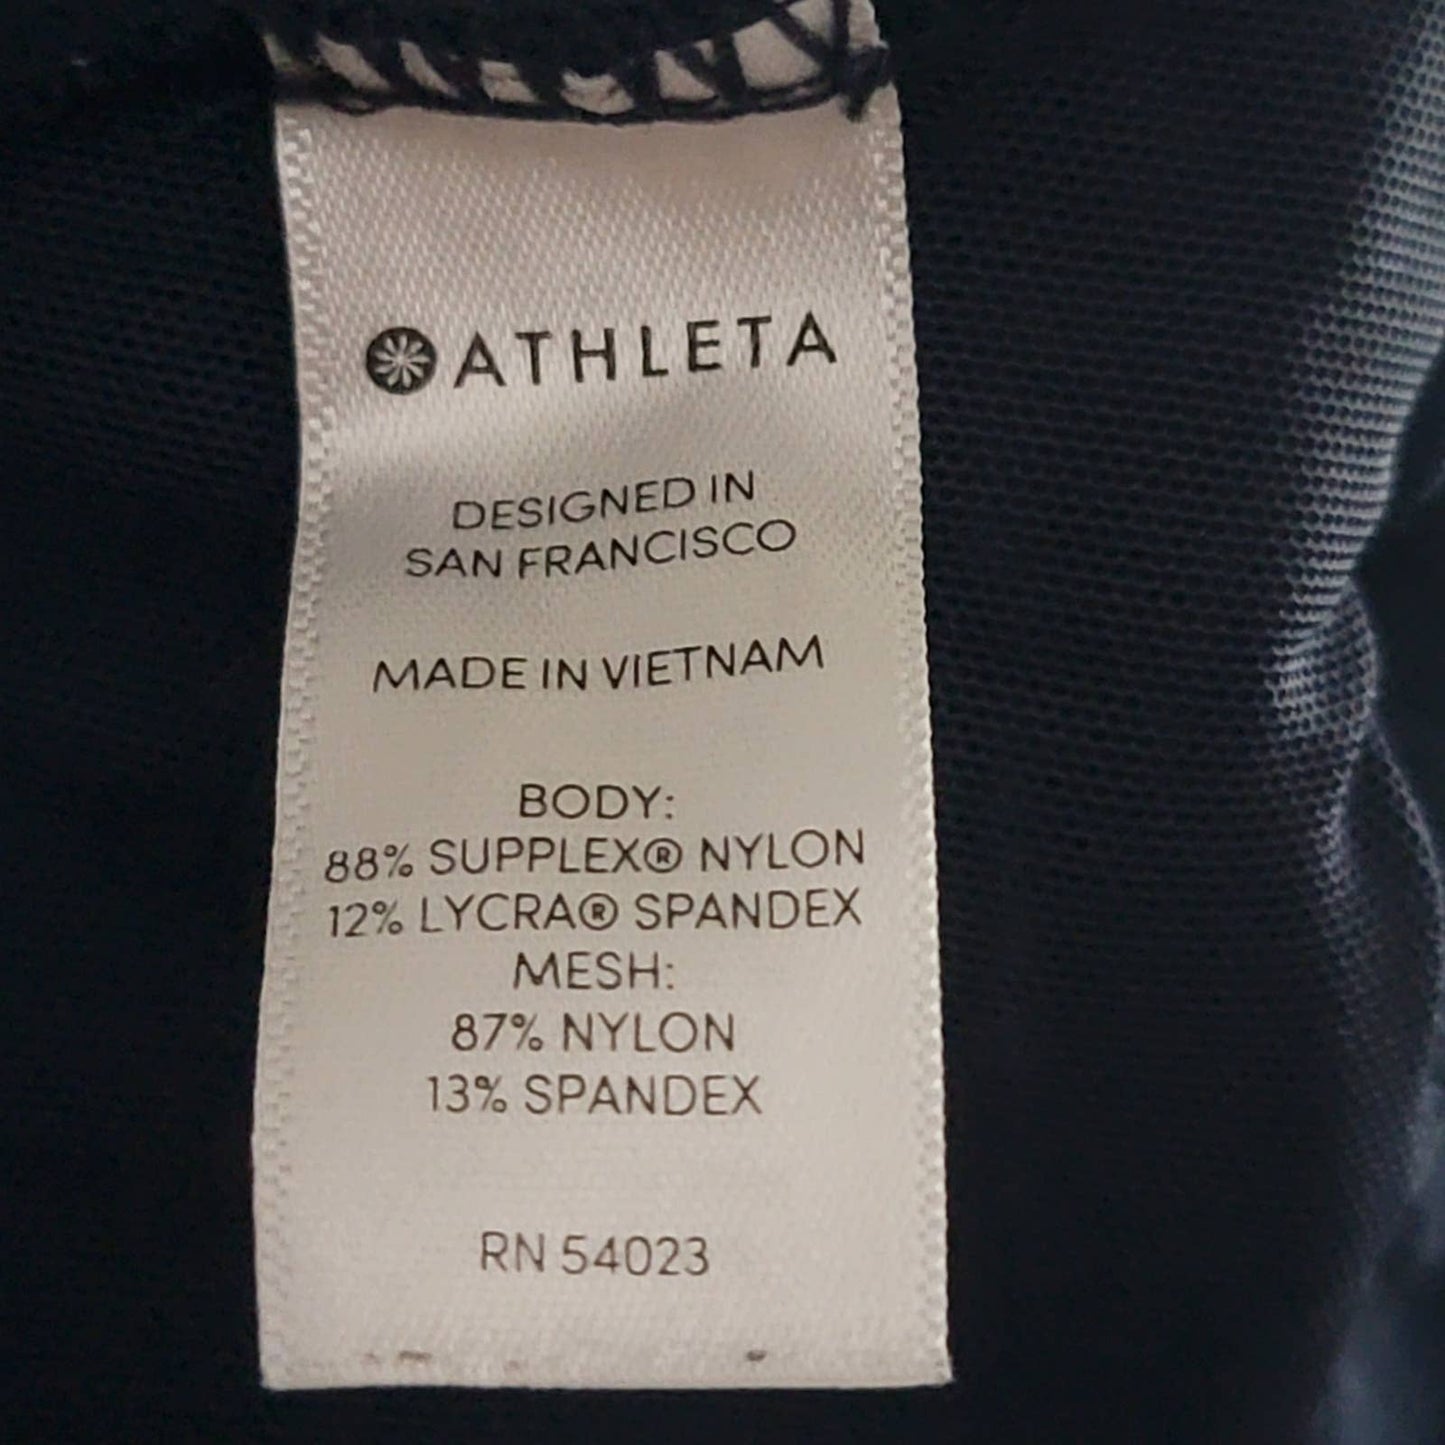 ATHLETA
DESIGNED IN
SAN FRANCISCO
MADE IN VIETNAM
BODY:
88% SUPPLEX® NYLON
12% LYCRA® SPANDEX
MESH:
87% NYLON
13% SPANDEX
RN 54023